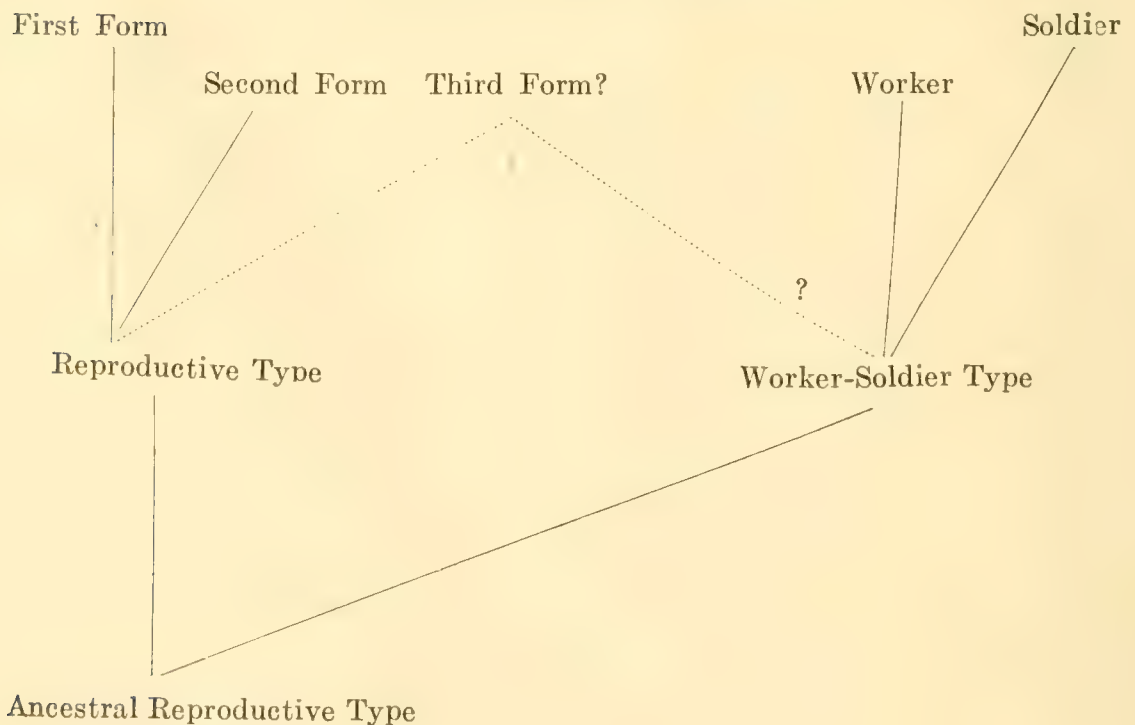 First Form
Soldier
Second Form
Third Form?
Worker
?
Reproductive Type
Worker-Soldier Type
Ancestral Reproductive Type